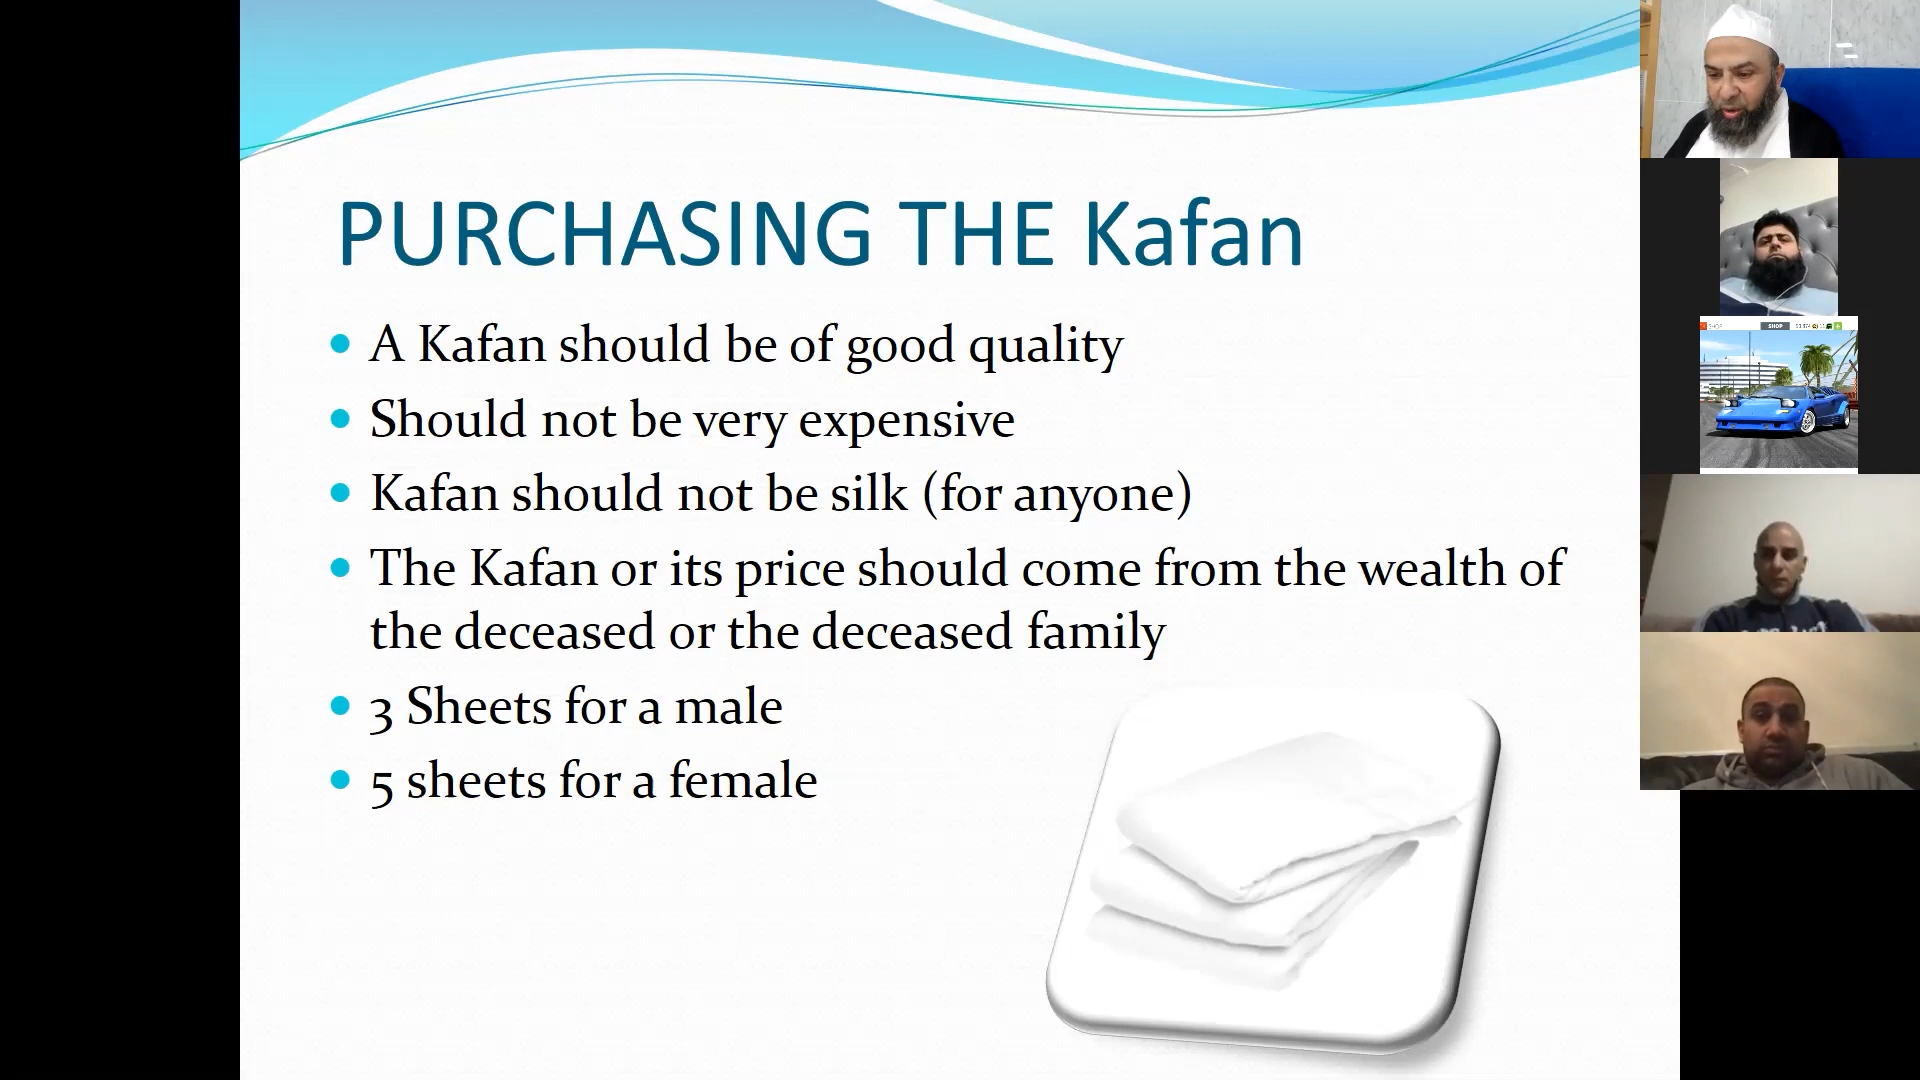 PURCHASING THE Kafan
A Kafan should be of good quality
Should not be very expensive
Kafan should not be silk (for anyone)
The Kafan or its price should come from the wealth of
the deceased or the deceased family
3 Sheets for a male
5 sheets for a female
SHOP
SHOP